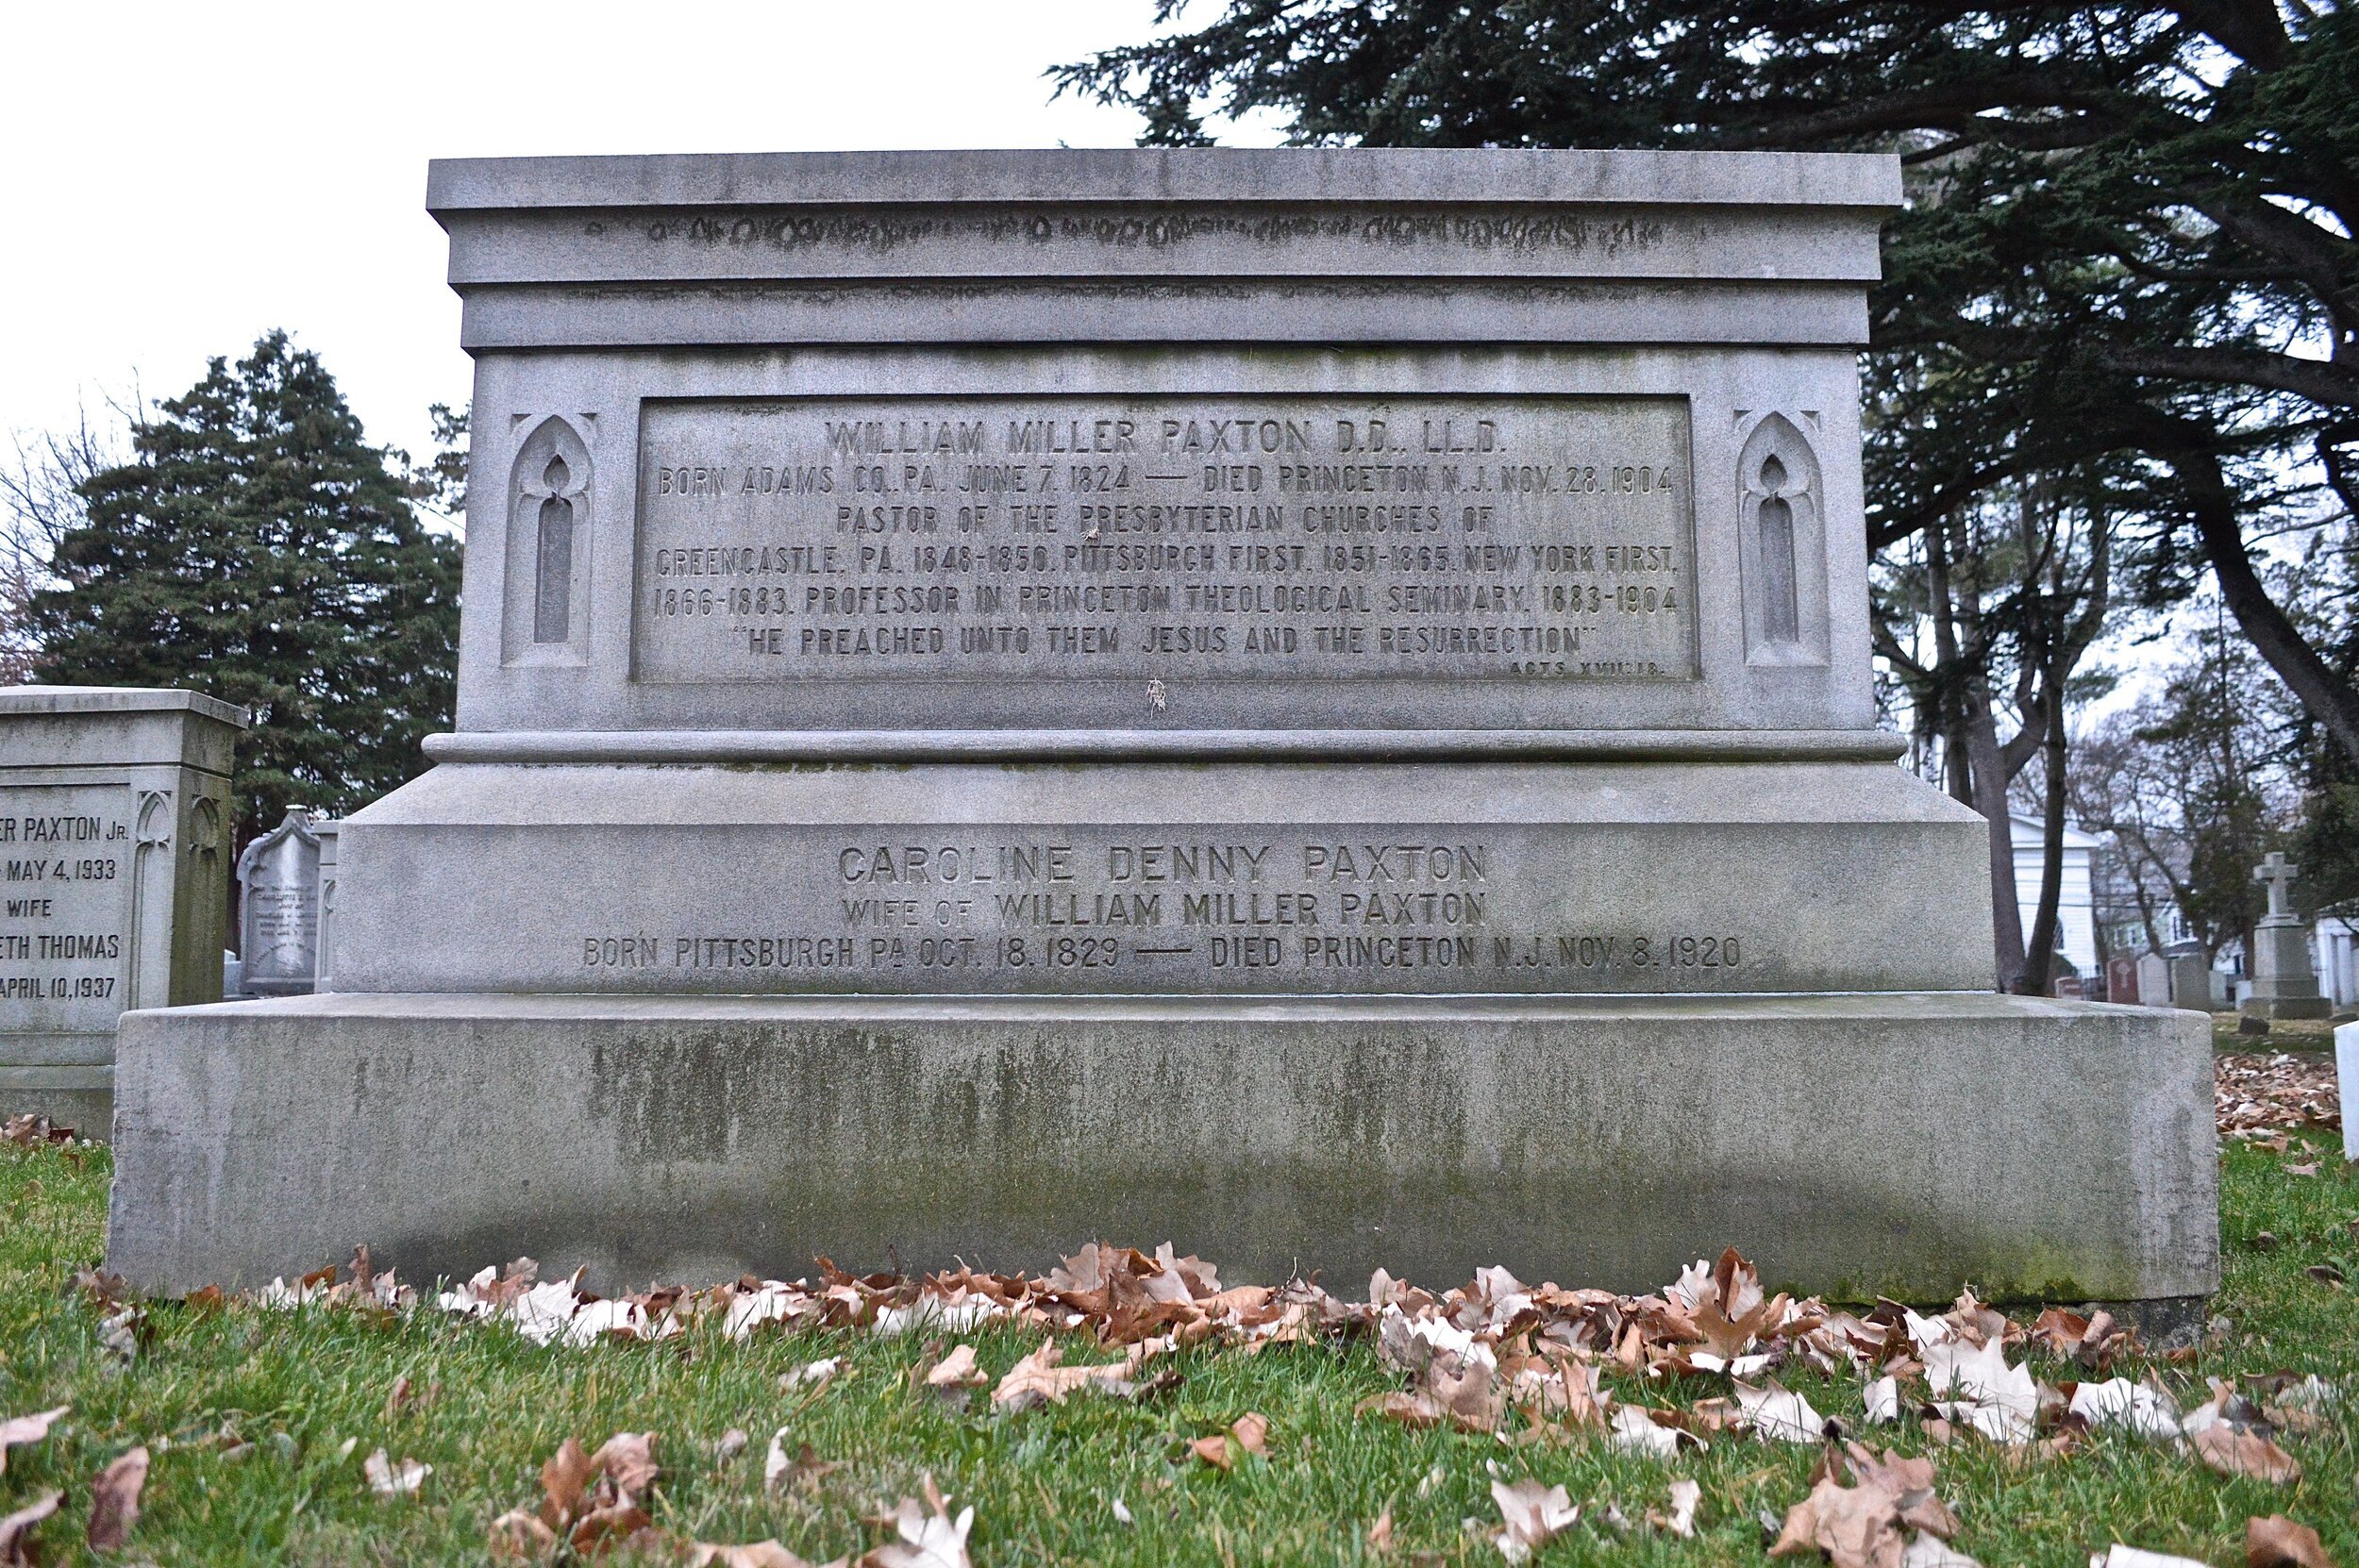 WILLIAM MILLER PAXTON D.D., LL.D.
BORN ADAMS CO., PA. JUNE 7. 1824 — DIED PRINCETON N.J. NOV. 28. 1904
PASTOR OF THE PRESBYTERIAN CHURCHES OF
GREENCASTLE, PA. 1848-1850. PITTSBURGH FIRST, 1851-1865. NEW YORK FIRST,
1866-1883. PROFESSOR IN PRINCETON THEOLOGICAL SEMINARY, 1883-1904
"HE PREACHED UNTO THEM JESUS AND THE RESURRECTION"
ACTS XVII:18.
CAROLINE DENNY PAXTON
WIFE OF WILLIAM MILLER PAXTON
BORN PITTSBURGH PA OCT. 18. 1829 — DIED PRINCETON N.J. NOV. 8. 1920
ER PAXTON JR.
MAY 4, 1933
WIFE
ETH THOMAS
APRIL 10, 1937